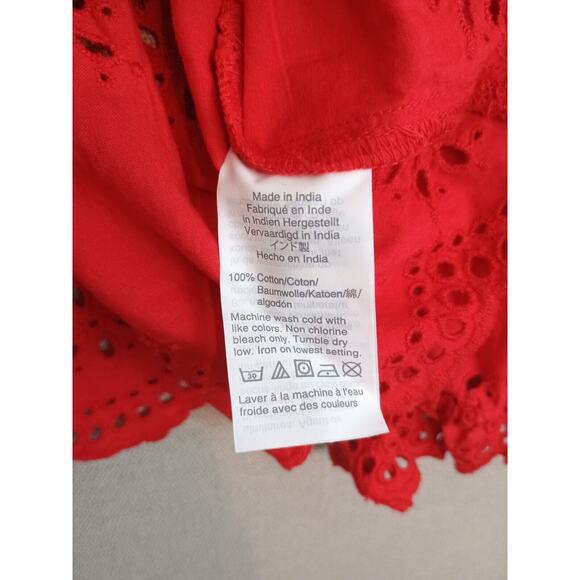 Made in India
Fabriqué en Inde
In Indien Hergestellt
Vervaardigd in India
インド製
Hecho en India
100% Cotton/Coton/
Baumwolle/Katoen/綿/
algodón
Machine wash cold with
like colors. Non chlorine
bleach only. Tumble dry
low. Iron on lowest setting.
30
Laver à la machine à l'eau
froide avec des couleurs